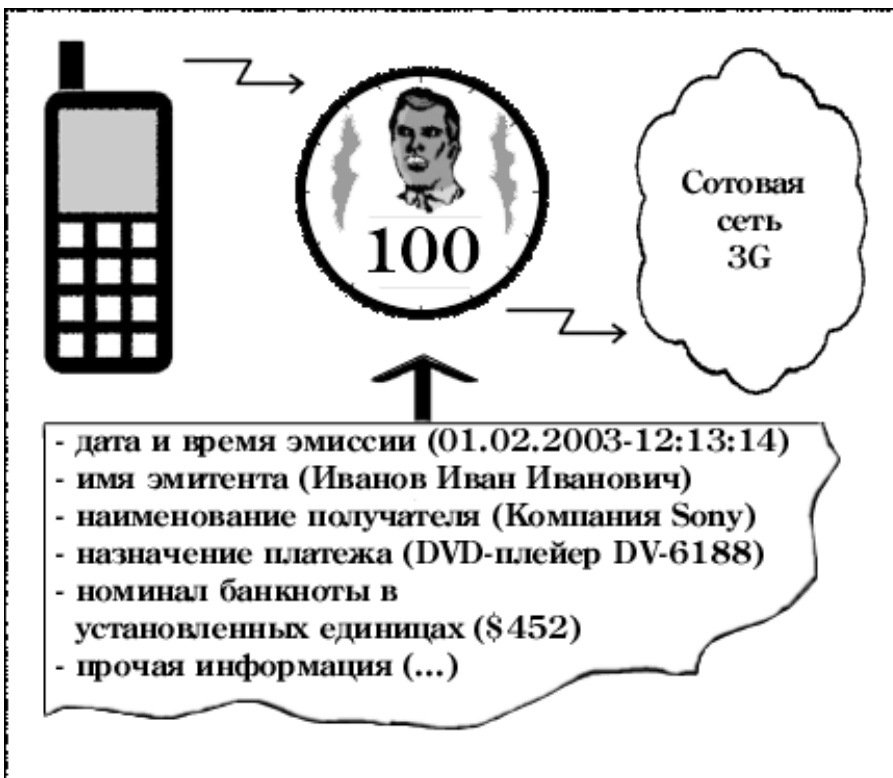 Сотовая
сеть
3G
100
- дата и время эмиссии (01.02.2003-12:13:14)
- имя эмитента (Иванов Иван Иванович)
- наименование получателя (Компания Sony)
- назначение платежа (DVD-плейер DV-6188)
- номинал банкноты в
установленных единицах ($452)
- прочая информация (...)